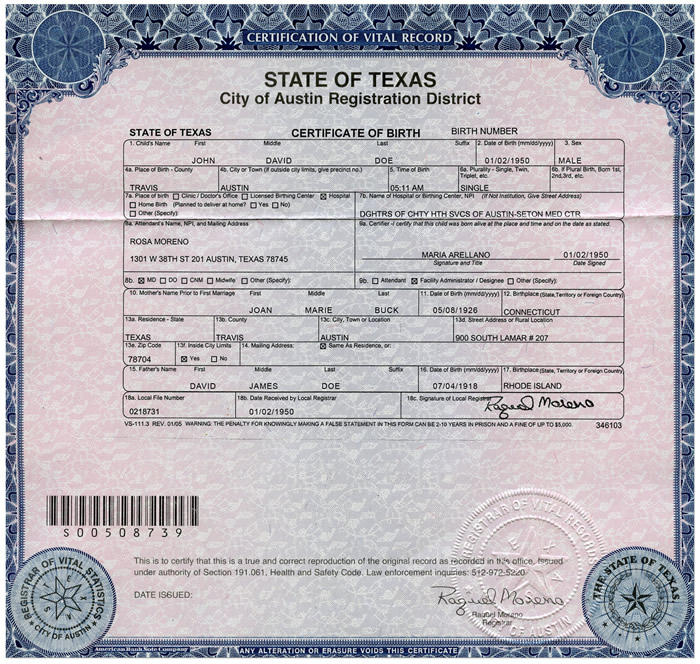 CERTIFICATION OF VITAL RECORD
STATE OF TEXAS
City of Austin Registration District
STATE OF TEXAS CERTIFICATE OF BIRTH BIRTH NUMBER
1. Child's Name First Middle Last Suffix 2. Date of Birth (mm/dd/yyyy) 3. Sex
JOHN DAVID DOE 01/02/1950 MALE
4a. Place of Birth - County 4b. City or Town (If outside city limits, give precinct no.) 5. Time of Birth 6a. Plurality - Single, Twin, Triplet, etc. 6b. If Plural Birth, Born 1st, 2nd,3rd, etc.
TRAVIS AUSTIN 05:11 AM SINGLE
7a. Place of birth Clinic / Doctor's Office Licensed Birthing Center Hospital
Home Birth (Planned to deliver at home? Yes No)
Other (Specify):
7b. Name of Hospital or Birthing Center, NPI (If Not Institution, Give Street Address)
DGHTRS OF CHTY HTH SVCS OF AUSTIN-SETON MED CTR
8a. Attendant's Name, NPI, and Mailing Address
ROSA MORENO
1301 W 38TH ST 201 AUSTIN, TEXAS 78745
9a. Certifier -I certify that this child was born alive at the place and time and on the date as stated.
MARIA ARELLANO 01/02/1950
Signature and Title Date Signed
8b. MD DO CNM Midwife Other (Specify):
9b. Attendant Facility Administrator / Designee Other (Specify):
10. Mother's Name Prior to First Marriage First Middle Last 11. Date of Birth (mm/dd/yyyy) 12. Birthplace (State,Territory or Foreign Country)
JOAN MARIE BUCK 05/08/1926 CONNECTICUT
13a. Residence - State 13b. County 13c. City, Town or Location 13d. Street Address or Rural Location
TEXAS TRAVIS AUSTIN 900 SOUTH LAMAR # 207
13e. Zip Code 13f. Inside City Limits 14. Mailing Address: Same As Residence, or:
78704 Yes No
15. Father's Name First Middle Last Suffix 16. Date of Birth (mm/dd/yyyy) 17. Birthplace (State, Territory or Foreign Country)
DAVID JAMES DOE 07/04/1918 RHODE ISLAND
18a. Local File Number 18b. Date Received by Local Registrar 18c. Signature of Local Registrar
0218731 01/02/1950 Raquel Moreno
VS-111.3 REV. 01/05 WARNING: THE PENALTY FOR KNOWINGLY MAKING A FALSE STATEMENT IN THIS FORM CAN BE 2-10 YEARS IN PRISON AND A FINE OF UP TO $5,000. 346103
S00508739
This is to certify that this is a true and correct reproduction of the original record as recorded in this office. Issued
under authority of Section 191.061, Health and Safety Code. Law enforcement inquiries: 512-972-5220
DATE ISSUED:
Raquel Moreno
Raquel Moreno
Registrar
REGISTRAR OF VITAL RECORDS
OF AUSTIN
REGISTRAR OF VITAL STATISTICS
CITY OF AUSTIN
THE STATE OF TEXAS
American Bank Note Company
ANY ALTERATION OR ERASURE VOIDS THIS CERTIFICATE